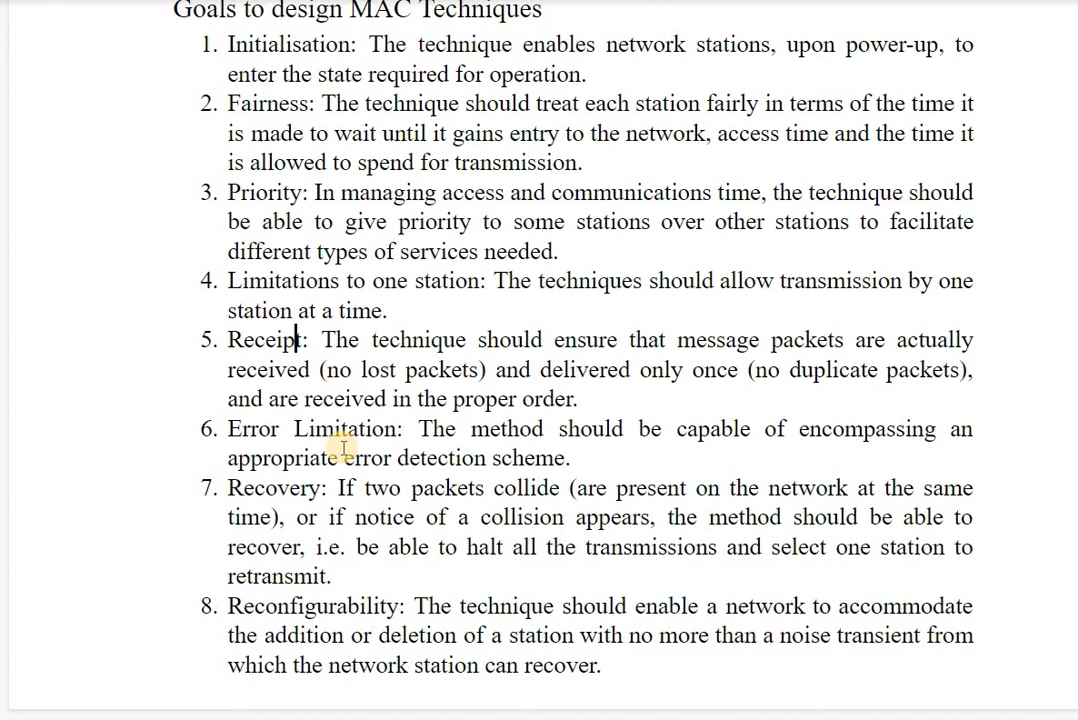 Goals to design MAC Techniques
1. Initialisation: The technique enables network stations, upon power-up, to
enter the state required for operation.
2. Fairness: The technique should treat each station fairly in terms of the time it
is made to wait until it gains entry to the network, access time and the time it
is allowed to spend for transmission.
3. Priority: In managing access and communications time, the technique should
be able to give priority to some stations over other stations to facilitate
different types of services needed.
4. Limitations to one station: The techniques should allow transmission by one
station at a time.
5. Receipt: The technique should ensure that message packets are actually
received (no lost packets) and delivered only once (no duplicate packets),
and are received in the proper order.
6. Error Limitation: The method should be capable of encompassing an
appropriate error detection scheme.
7. Recovery: If two packets collide (are present on the network at the same
time), or if notice of a collision appears, the method should be able to
recover, i.e. be able to halt all the transmissions and select one station to
retransmit.
8. Reconfigurability: The technique should enable a network to accommodate
the addition or deletion of a station with no more than a noise transient from
which the network station can recover.